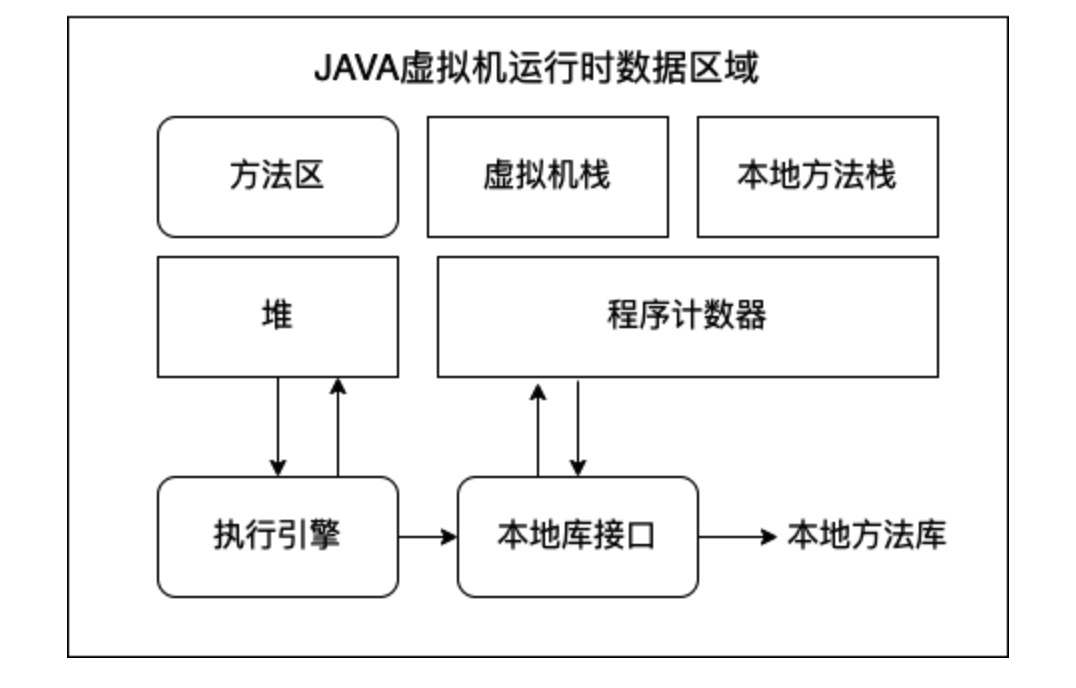 JAVA虚拟机运行时数据区域
方法区
虚拟机栈
本地方法栈
堆
程序计数器
执行引擎
本地库接口
本地方法库